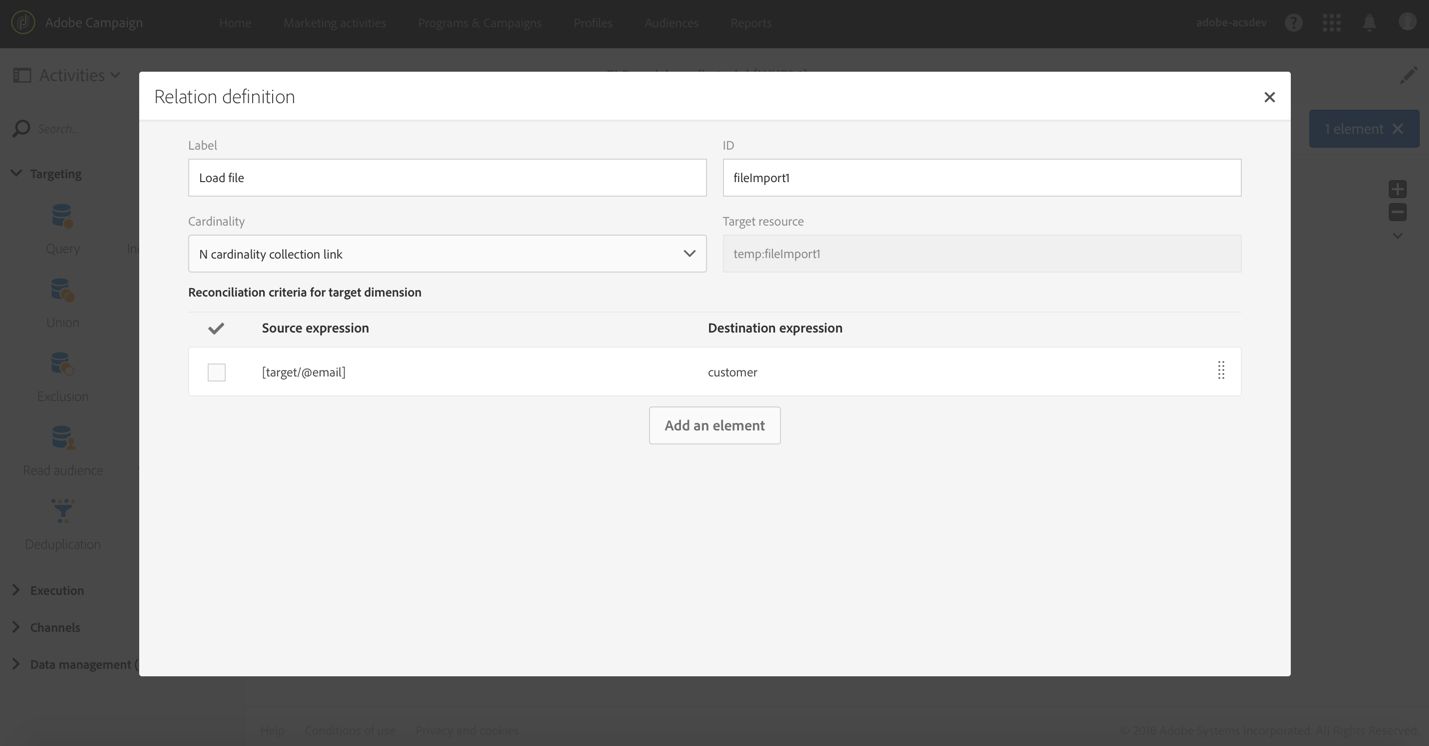 Adobe Campaign Home Marketing activities Programs & Campaigns Profiles Audiences Reports adobe-acsdev
Activities
Relation definition
Search..
1 element
Label ID
Load file fileImport1
Targeting
Cardinality Target resource
Query
N cardinality collection link temp:fileImport1
Reconciliation criteria for target dimension
Union
Source expression Destination expression
[target/@email] customer
Exclusion
Add an element
Read audience
Deduplication
Execution
Channels
Data management (
Help Conditions of use Privacy and cookies © 2018 Adobe Systems Incorporated. All Rights Reserved.